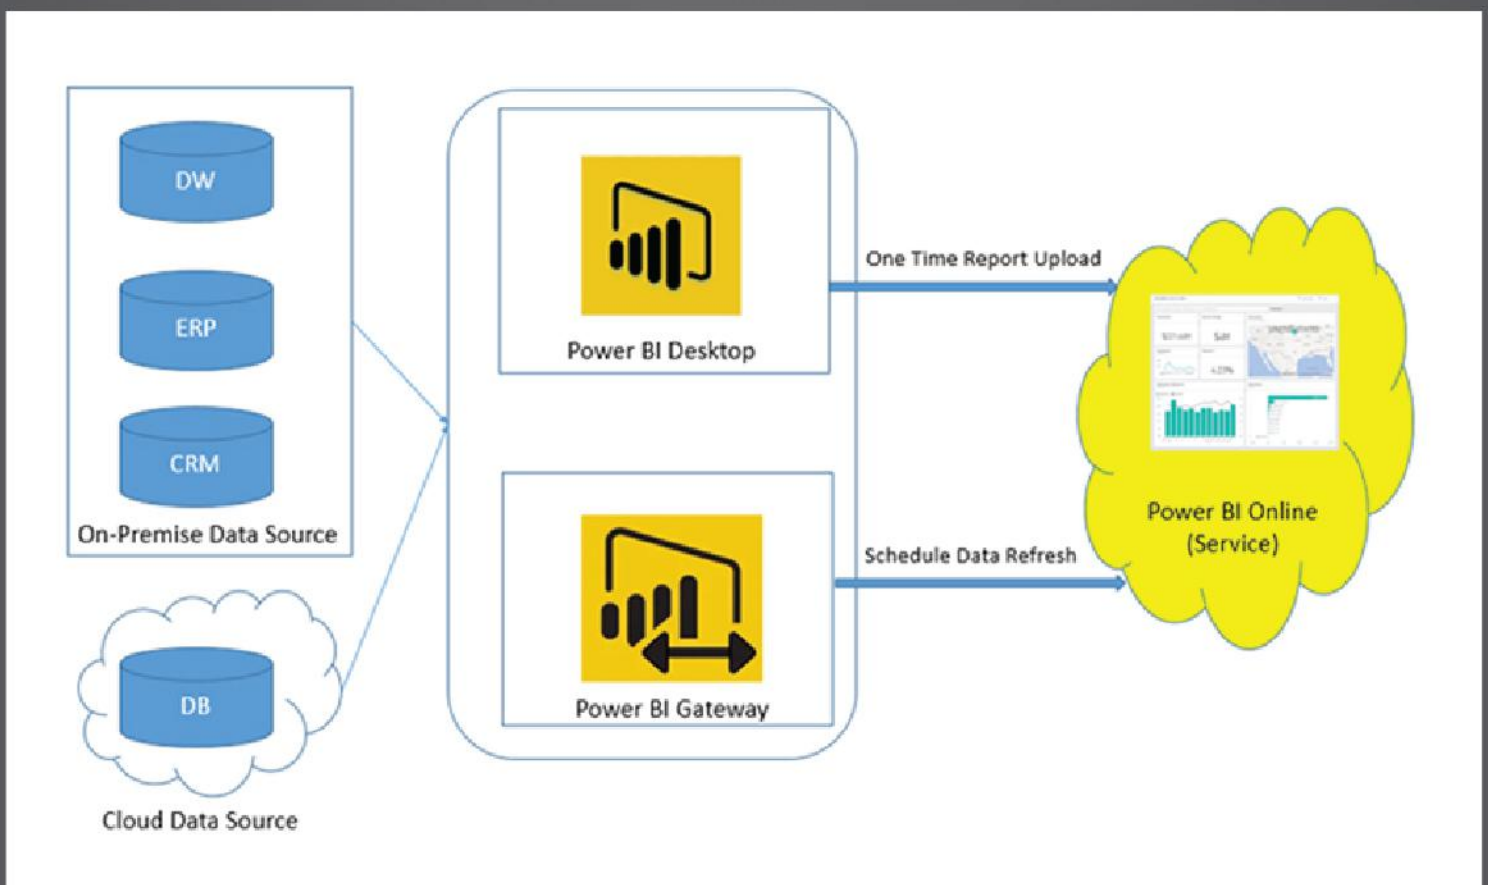 DW
ERP
CRM
On-Premise Data Source
DB
Cloud Data Source
Power BI Desktop
Power BI Gateway
One Time Report Upload
Schedule Data Refresh
Power BI Online
(Service)